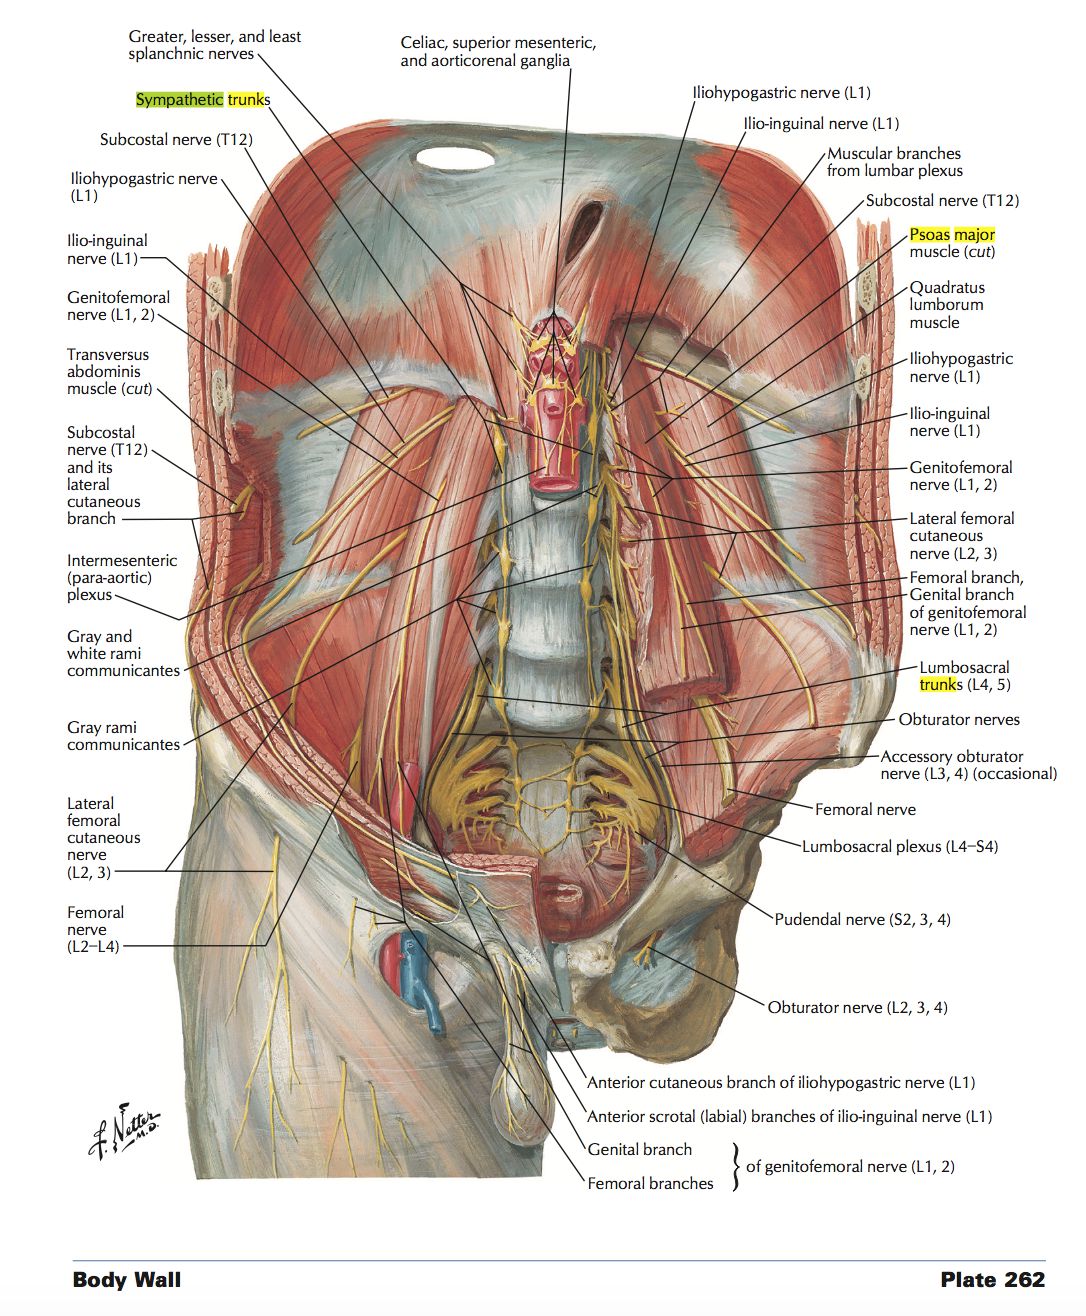 Greater, lesser, and least
splanchnic nerves
Celiac, superior mesenteric,
and aorticorenal ganglia
Sympathetic trunks
Subcostal nerve (T12)
Iliohypogastric nerve
(L1)
Ilio-inguinal
nerve (L1)
Genitofemoral
nerve (L1, 2)
Transversus
abdominis
muscle (cut)
Subcostal
nerve (T12)
and its
lateral
cutaneous
branch
Intermesenteric
(para-aortic)
plexus
Gray and
white rami
communicantes
Gray rami
communicantes
Lateral
femoral
cutaneous
nerve
(L2, 3)
Femoral
nerve
(L2–L4)
Iliohypogastric nerve (L1)
Ilio-inguinal nerve (L1)
Muscular branches
from lumbar plexus
Subcostal nerve (T12)
Psoas major
muscle (cut)
Quadratus
lumborum
muscle
Iliohypogastric
nerve (L1)
Ilio-inguinal
nerve (L1)
Genitofemoral
nerve (L1, 2)
Lateral femoral
cutaneous
nerve (L2, 3)
Femoral branch,
Genital branch
of genitofemoral
nerve (L1, 2)
Lumbosacral
trunks (L4, 5)
Obturator nerves
Accessory obturator
nerve (L3, 4) (occasional)
Femoral nerve
Lumbosacral plexus (L4–S4)
Pudendal nerve (S2, 3, 4)
Obturator nerve (L2, 3, 4)
Anterior cutaneous branch of iliohypogastric nerve (L1)
Anterior scrotal (labial) branches of ilio-inguinal nerve (L1)
Genital branch
Femoral branches
of genitofemoral nerve (L1, 2)
F. Netter
M.D.
Body Wall
Plate 262